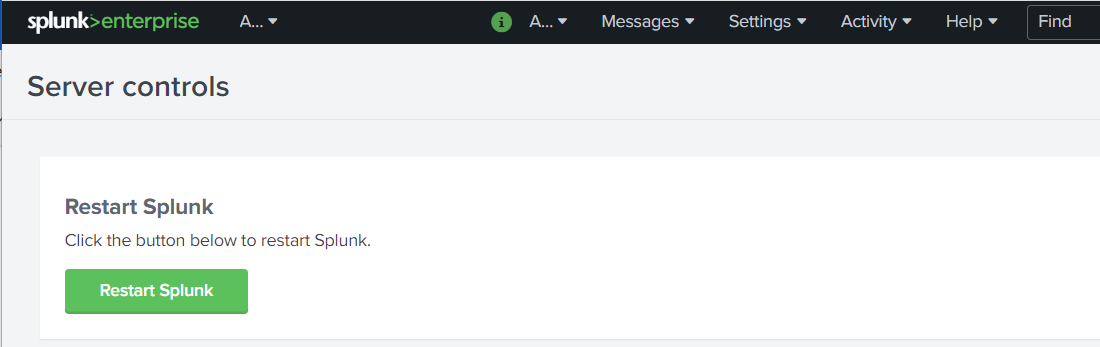 splunk>enterprise A... i A... Messages Settings Activity Help Find
Server controls
Restart Splunk
Click the button below to restart Splunk.
Restart Splunk